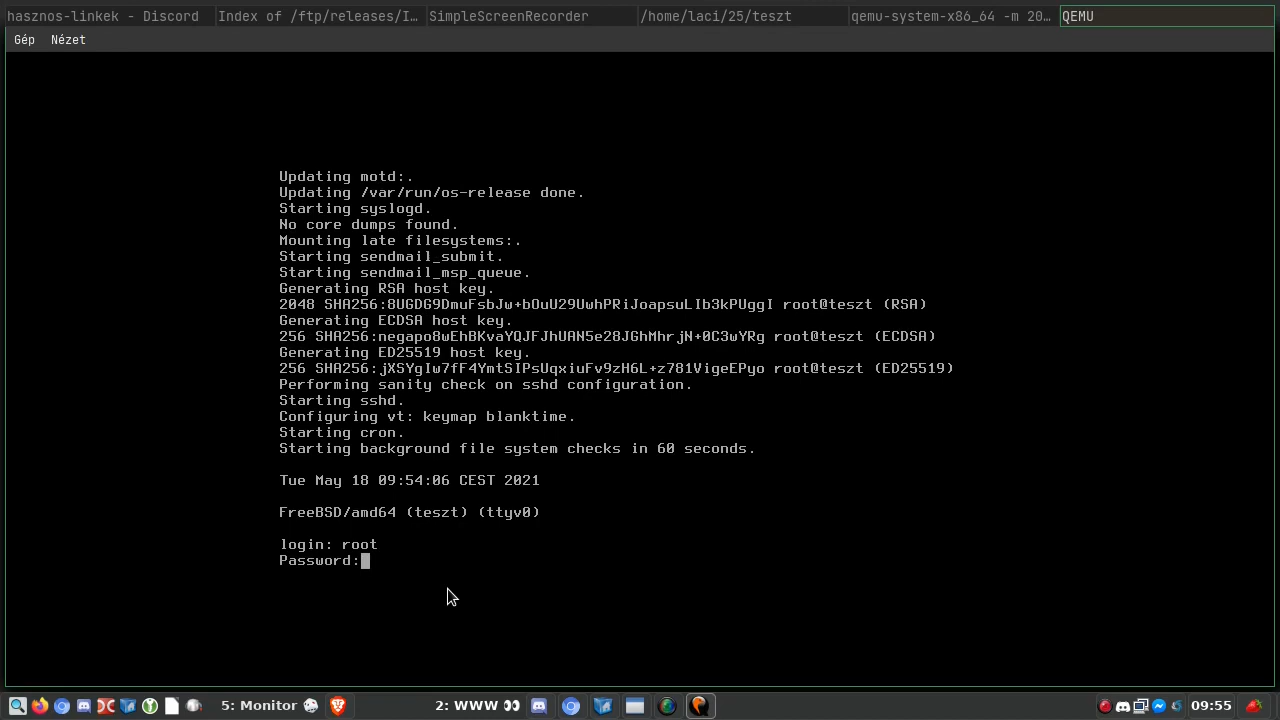 hasznos-linkek - Discord
Index of /ftp/releases/I…
SimpleScreenRecorder
/home/laci/25/teszt
qemu-system-x86_64 -m 20…
QEMU
Gép Nézet
Updating motd:.
Updating /var/run/os-release done.
Starting syslogd.
No core dumps found.
Mounting late filesystems:.
Starting sendmail_submit.
Starting sendmail_msp_queue.
Generating RSA host key.
2048 SHA256:8UGDG9DmuFsbJw+bOuU29UwhPRiJoapsuLIb3kPUggI root@teszt (RSA)
Generating ECDSA host key.
256 SHA256:negapo8wEhBKvaYQJFJhUAN5e28JGhMhrjN+0C3wYRg root@teszt (ECDSA)
Generating ED25519 host key.
256 SHA256:jXSYgIw7fF4YmtSIPsUqxiuFv9zH6L+z781VigeEPyo root@teszt (ED25519)
Performing sanity check on sshd configuration.
Starting sshd.
Configuring vt: keymap blanktime.
Starting cron.
Starting background file system checks in 60 seconds.
Tue May 18 09:54:06 CEST 2021
FreeBSD/amd64 (teszt) (ttyv0)
login: root
Password:
5: Monitor
2: WWW
09:55